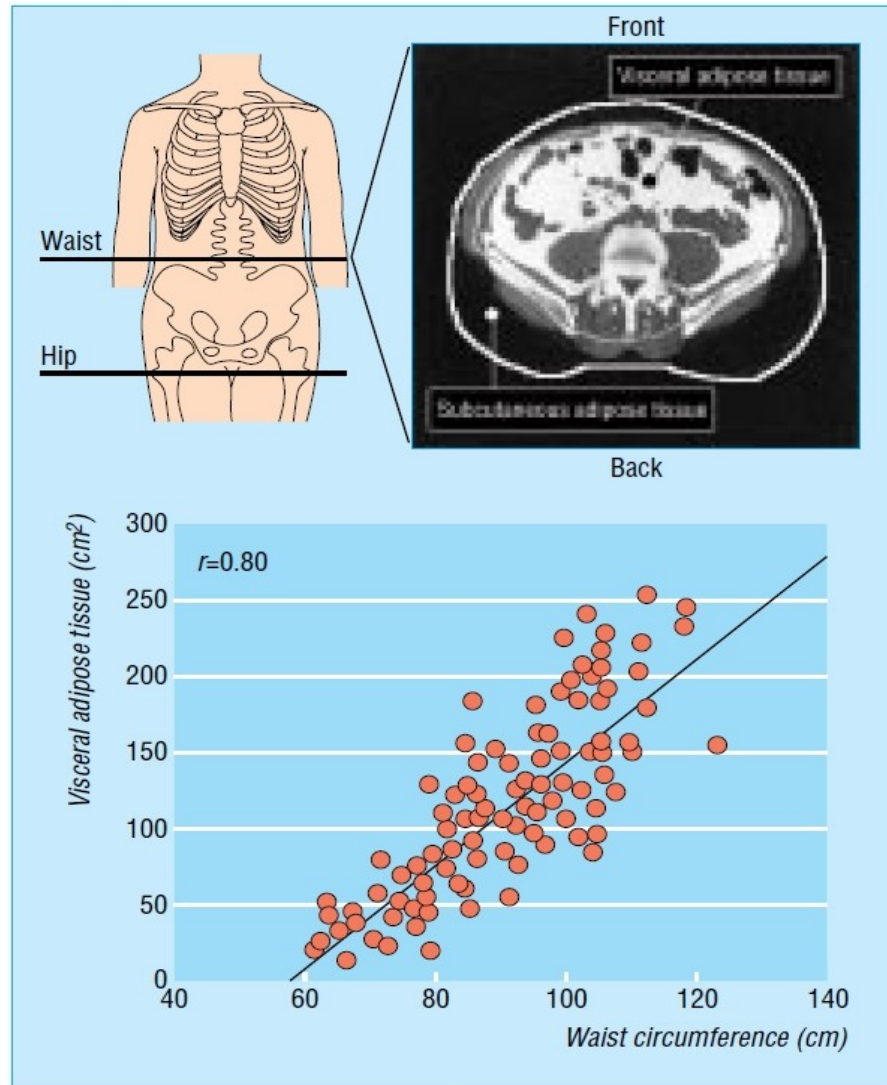 Front
Visceral adipose tissue
Waist
Hip
Subcutaneous adipose tissue
Back
Visceral adipose tissue (cm²)
300
250
200
150
100
50
0
r=0.80
40
60
80
100
120
140
Waist circumference (cm)